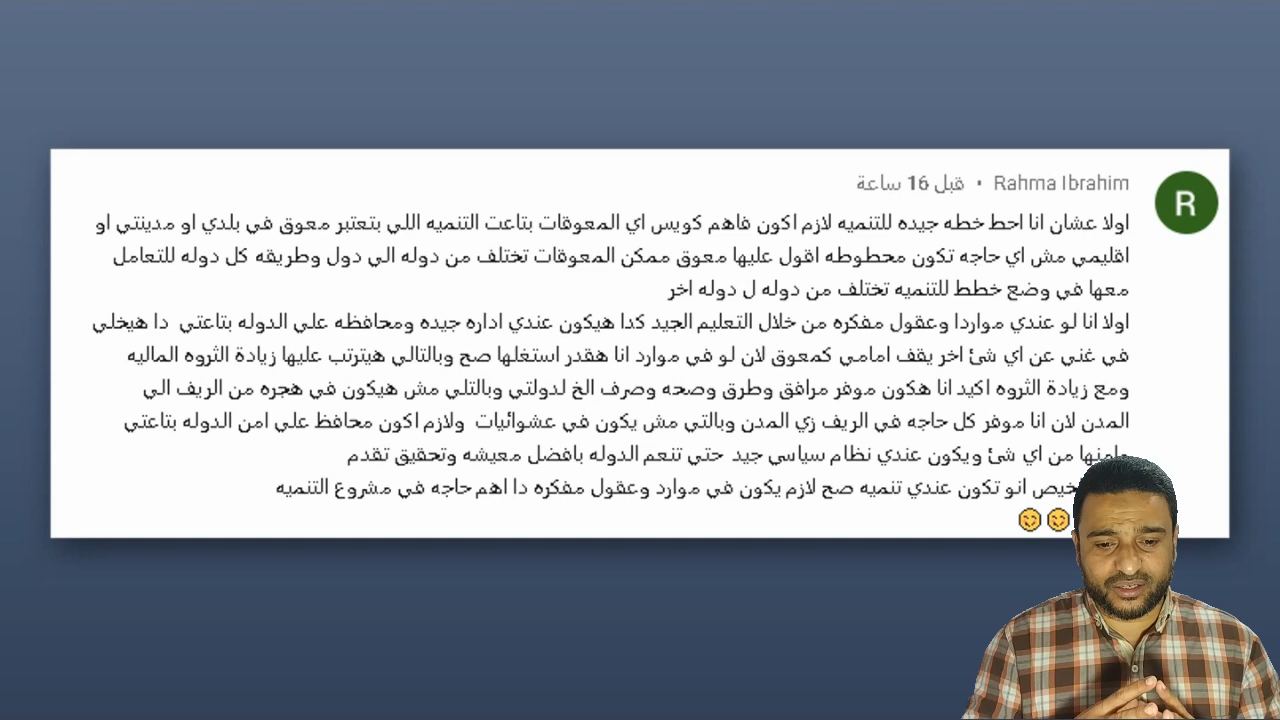 Rahma Ibrahim • قبل 16 ساعة
R
اولا عشان انا احط خطه جيده للتنميه لازم اكون فاهم كويس اي المعوقات بتاعت التنميه اللي بتعتبر معوق في بلدي او مدينتي او
اقليمي مش اي حاجه تكون محطوطه اقول عليها معوق ممكن المعوقات تختلف من دوله الي دول وطريقه كل دوله للتعامل
معها في وضع خطط للتنميه تختلف من دوله ل دوله اخر
اولا انا لو عندي مواردا وعقول مفكره من خلال التعليم الجيد كدا هيكون عندي اداره جيده ومحافظه علي الدوله بتاعتي دا هيخلي
في غني عن اي شئ اخر يقف امامي كمعوق لان لو في موارد انا هقدر استغلها صح وبالتالي هيترتب عليها زيادة الثروه الماليه
ومع زيادة الثروه اكيد انا هكون موفر مرافق وطرق وصحه وصرف الخ لدولتي وبالتلي مش هيكون في هجره من الريف الي
المدن لان انا موفر كل حاجه في الريف زي المدن وبالتي مش يكون في عشوائيات ولازم اكون محافظ علي امن الدوله بتاعتي
من اي شئ ويكون عندي نظام سياسي جيد حتي تنعم الدوله بافضل معيشه وتحقيق تقدم
انو تكون عندي تنميه صح لازم يكون في موارد وعقول مفكره دا اهم حاجه في مشروع التنميه